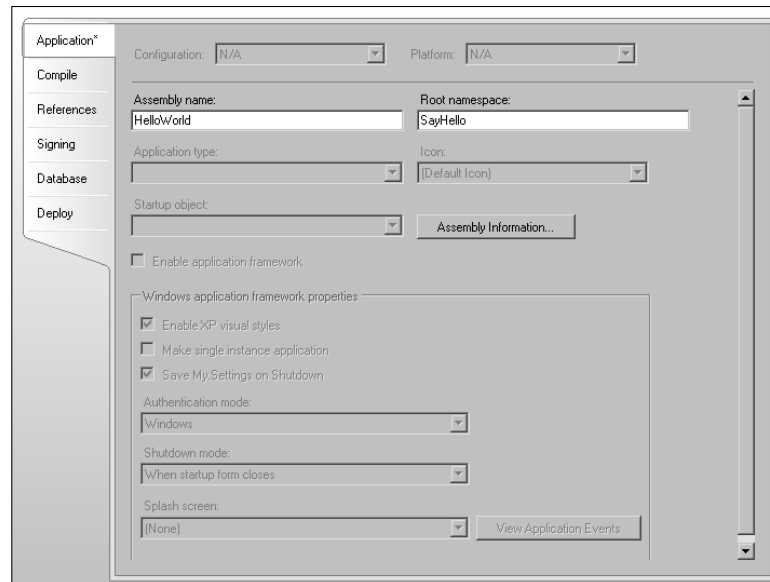 Application*
Compile
References
Signing
Database
Deploy
Configuration: N/A Platform: N/A
Assembly name: Root namespace:
HelloWorld SayHello
Application type: Icon:
(Default Icon)
Startup object:
Assembly Information...
Enable application framework
Windows application framework properties
Enable XP visual styles
Make single instance application
Save My.Settings on Shutdown
Authentication mode:
Windows
Shutdown mode:
When startup form closes
Splash screen:
(None) View Application Events